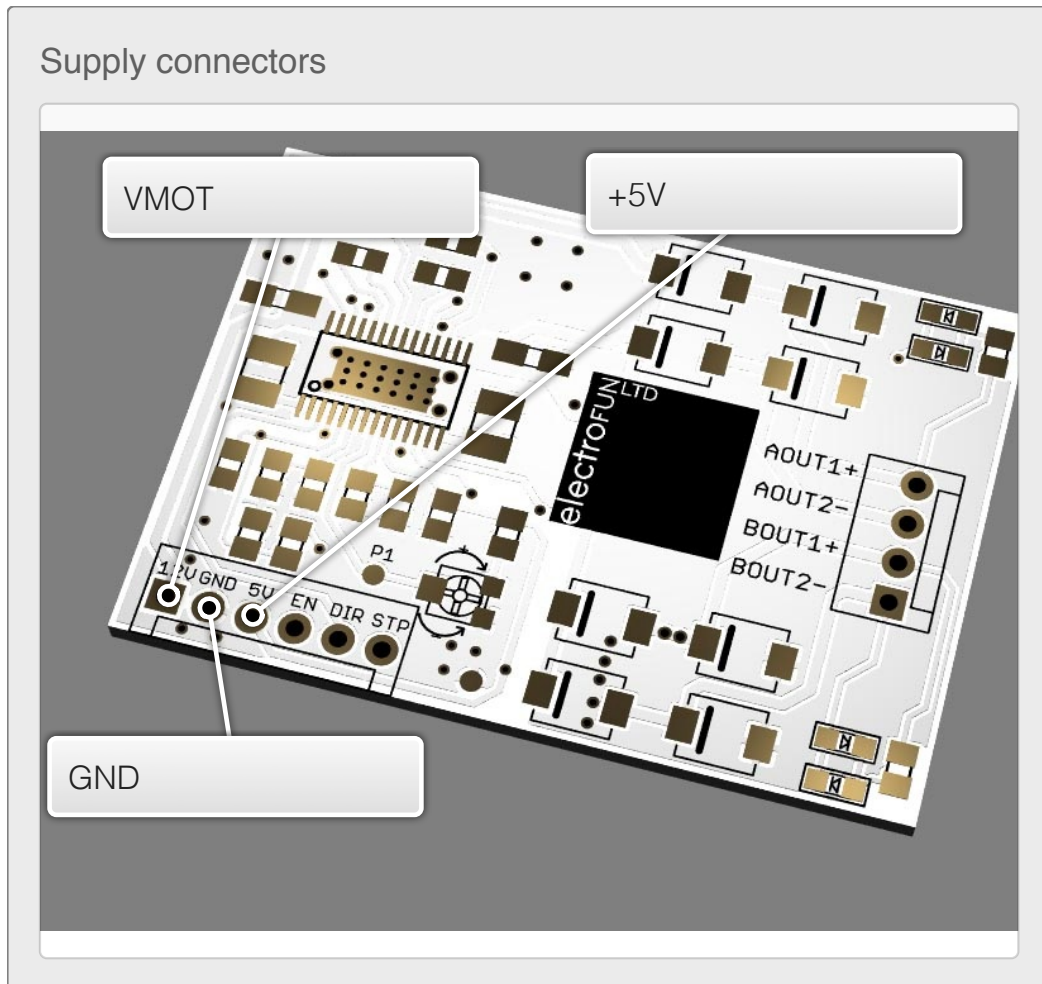 Supply connectors
VMOT
+5V
electroFUN LTD
AOUT1+
AOUT2-
BOUT1+
BOUT2-
P1
12V GND 5V EN DIR STP
GND